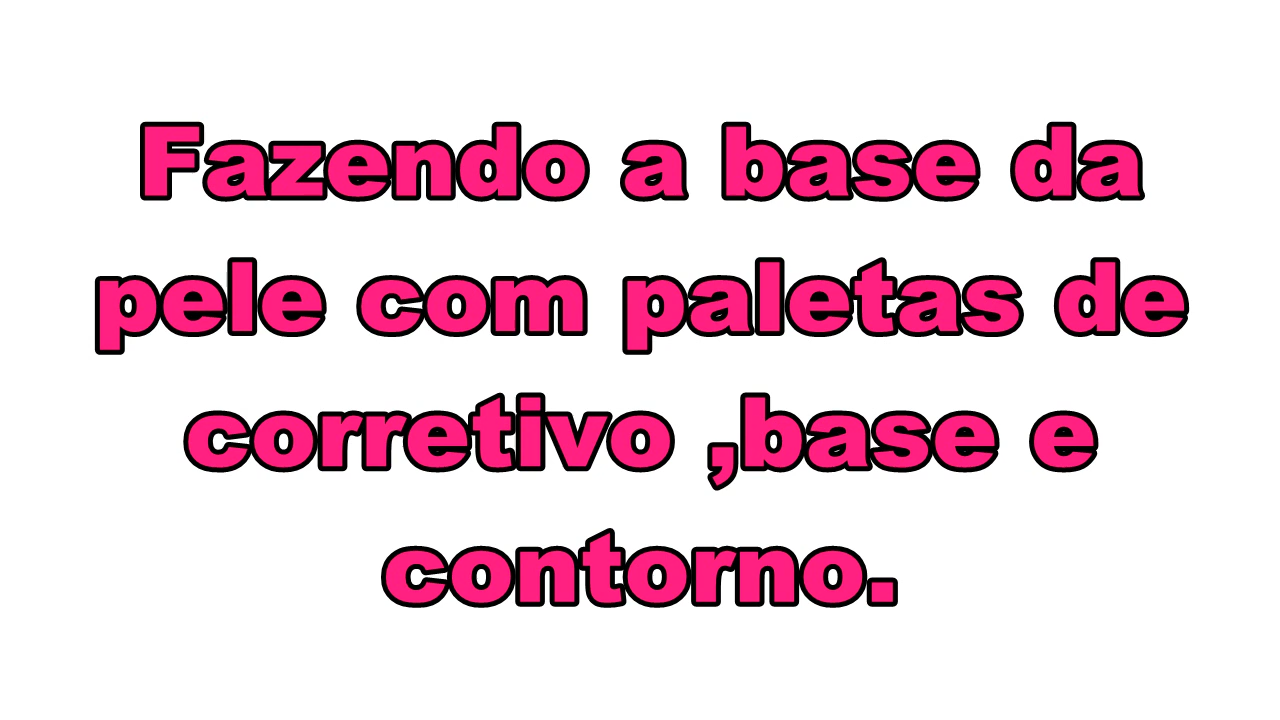 Fazendo a base da
pele com paletas de
corretivo ,base e
contorno.